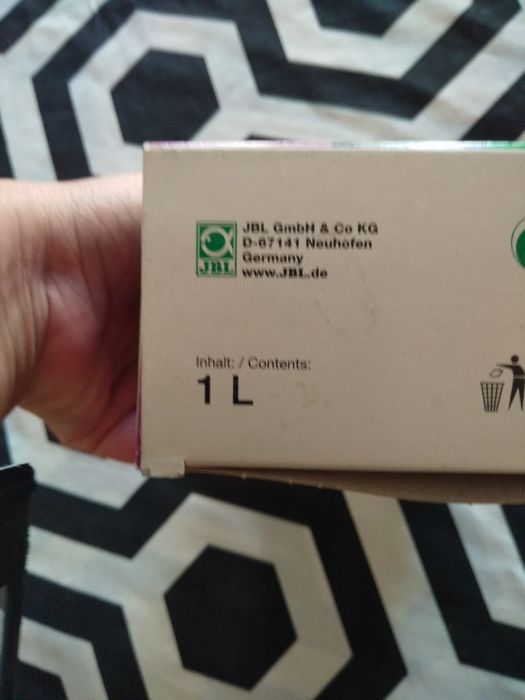 JBL
JBL GmbH & Co KG
D-67141 Neuhofen
Germany
www.JBL.de
Inhalt: / Contents:
1 L